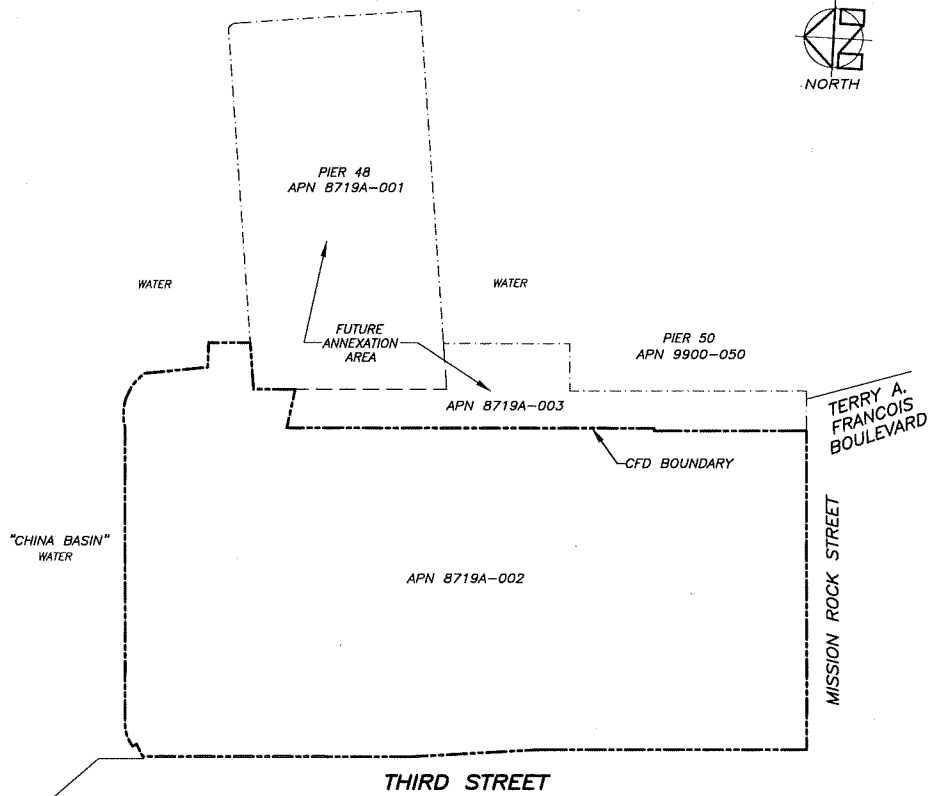 NORTH
PIER 48
APN 8719A-001
WATER
WATER
FUTURE
ANNEXATION
AREA
PIER 50
APN 9900-050
APN 8719A-003
TERRY A.
FRANCOIS
BOULEVARD
CFD BOUNDARY
"CHINA BASIN"
WATER
APN 8719A-002
MISSION ROCK STREET
THIRD STREET